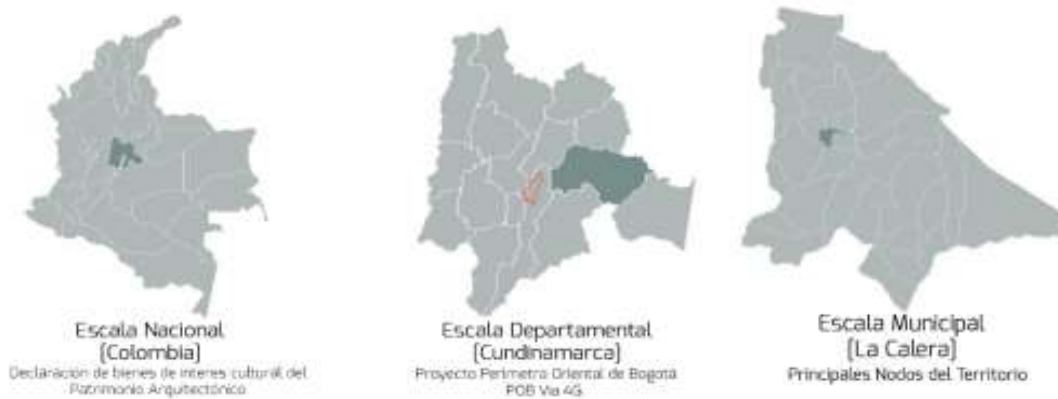 Escala Nacional
(Colombia)
Declaración de bienes de interes cultural del
Patrimonio Arquitectónico
Escala Departamental
(Cundinamarca)
Proyecto Perimetro Oriental de Bogotá
POB Via 4G
Escala Municipal
(La Calera)
Principales Nodos del Territorio